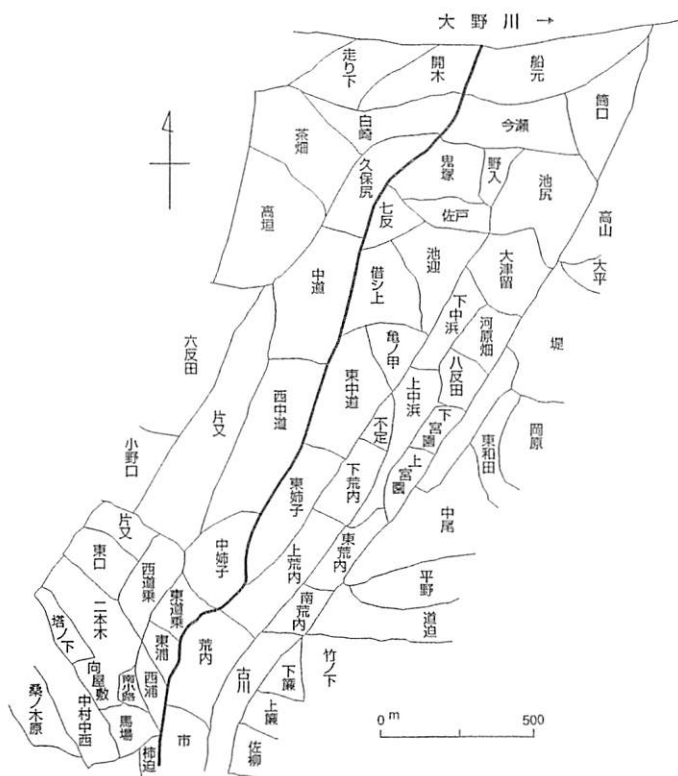 大野川 →
走り下
開木
船元
筒口
茶畑
白崎
今瀬
久保尻
鬼塚
野入
池尻
高垣
七反
佐戸
高山
中道
借シ上
池迎
大津留
大平
下中浜
河原畑
六反田
亀ノ甲
堤
片又
西中道
東中道
上中浜
八反田
不定
下宮園
岡原
小野口
東姉子
下荒内
上宮園
東和田
片又
中姉子
上荒内
東荒内
中尾
東口
西道乗
東道乗
平野
二本木
南荒内
道迫
塔ノ下
東浦
荒内
古川
竹ノ下
向屋敷
南小路
西浦
下簾
桑ノ木原
中村中西
馬場
上簾
柿迫
市
佐柳
0 m 500